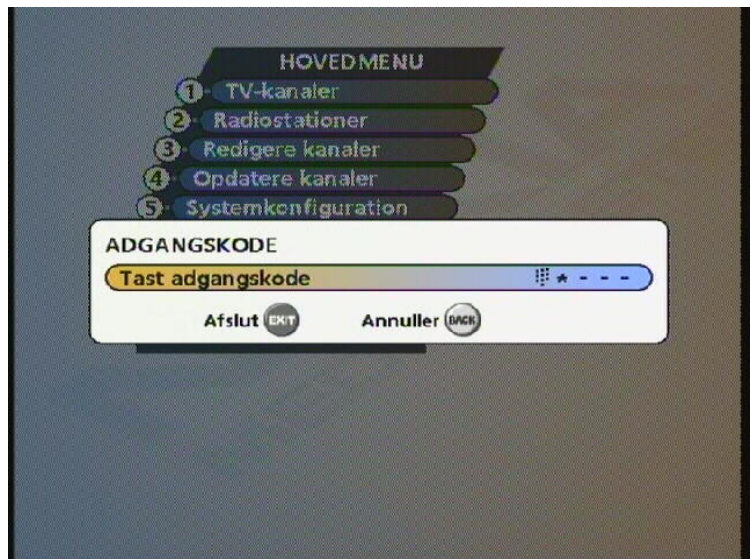 HOVEDMENU
1 TV-kanaler
2 Radiostationer
3 Redigere kanaler
4 Opdatere kanaler
5 Systemkonfiguration
ADGANGSKODE
Tast adgangskode * - - -
Afslut EXIT Annuller BACK